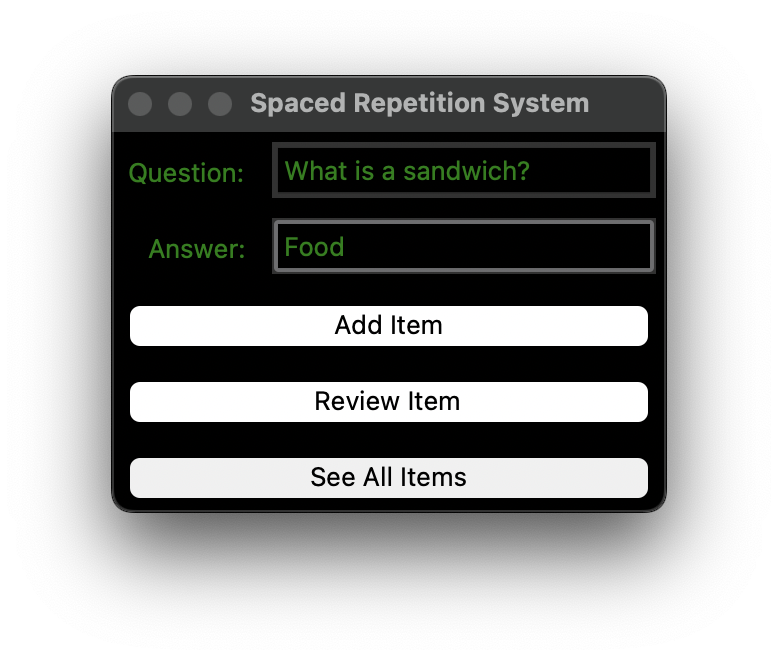 Spaced Repetition System
Question: What is a sandwich?
Answer: Food
Add Item
Review Item
See All Items